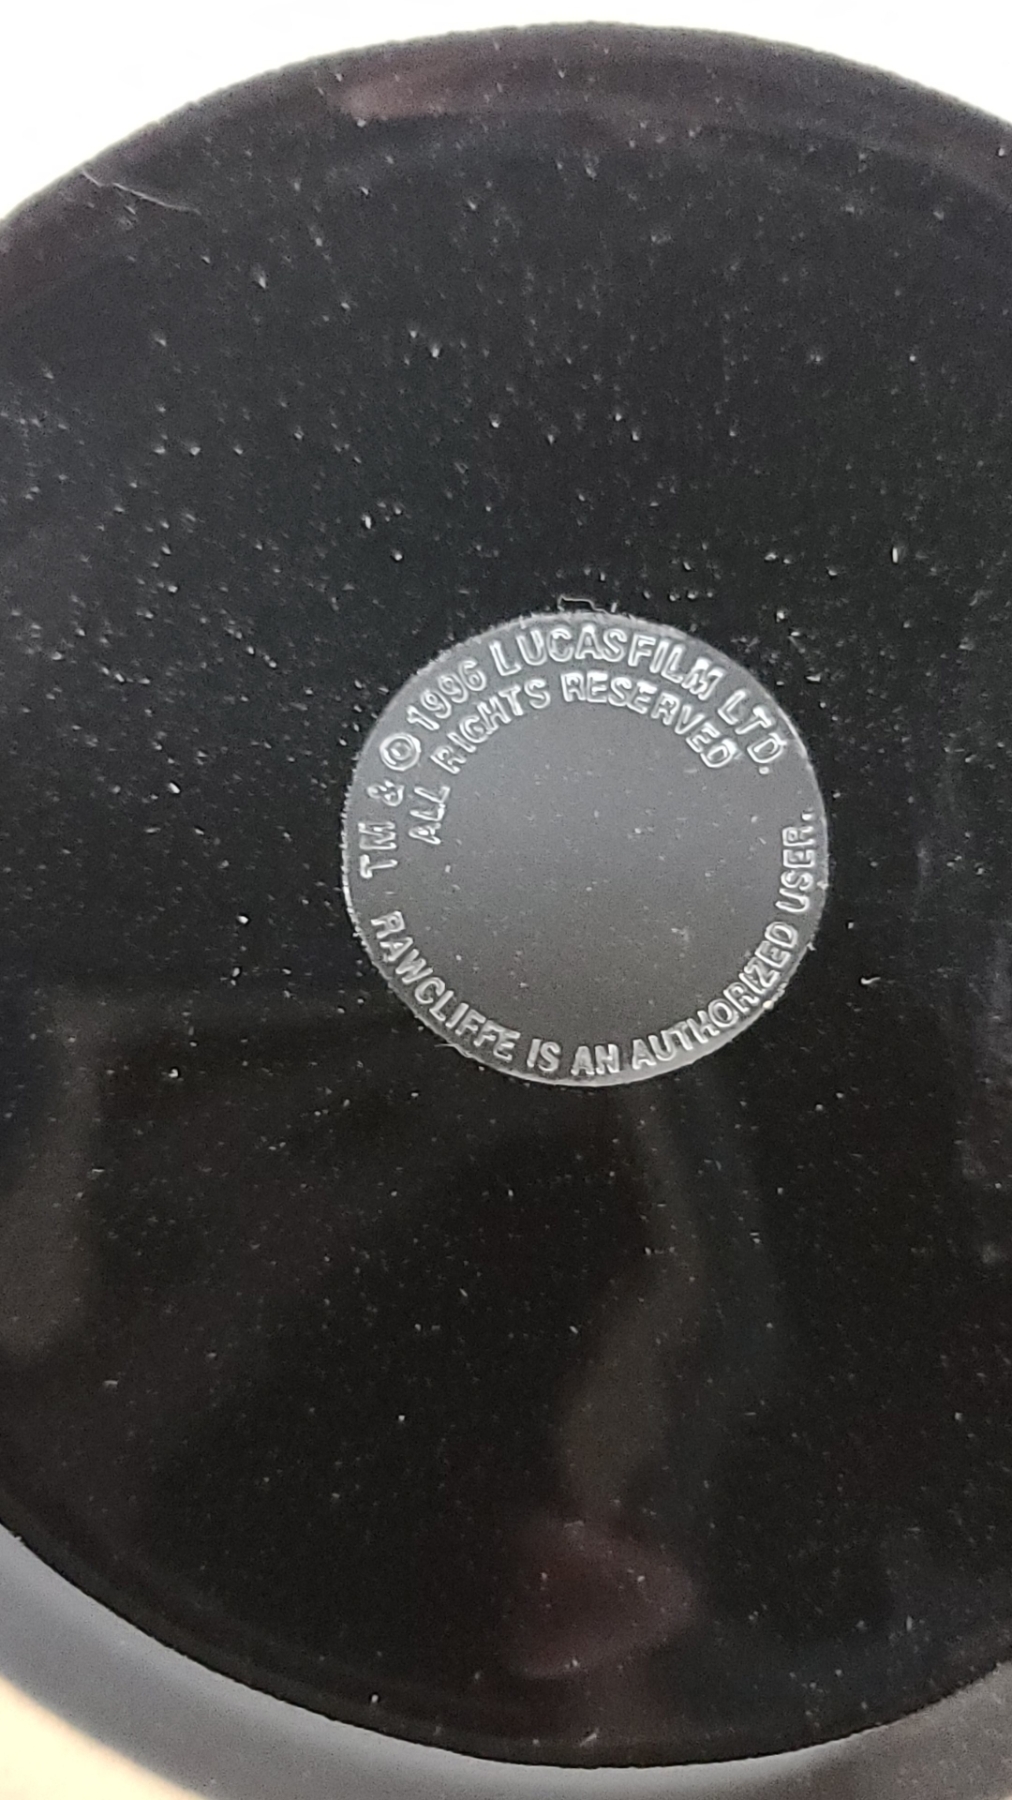 TM & © 1996 LUCASFILM LTD.
ALL RIGHTS RESERVED
RAWCLIFFE IS AN AUTHORIZED USER.